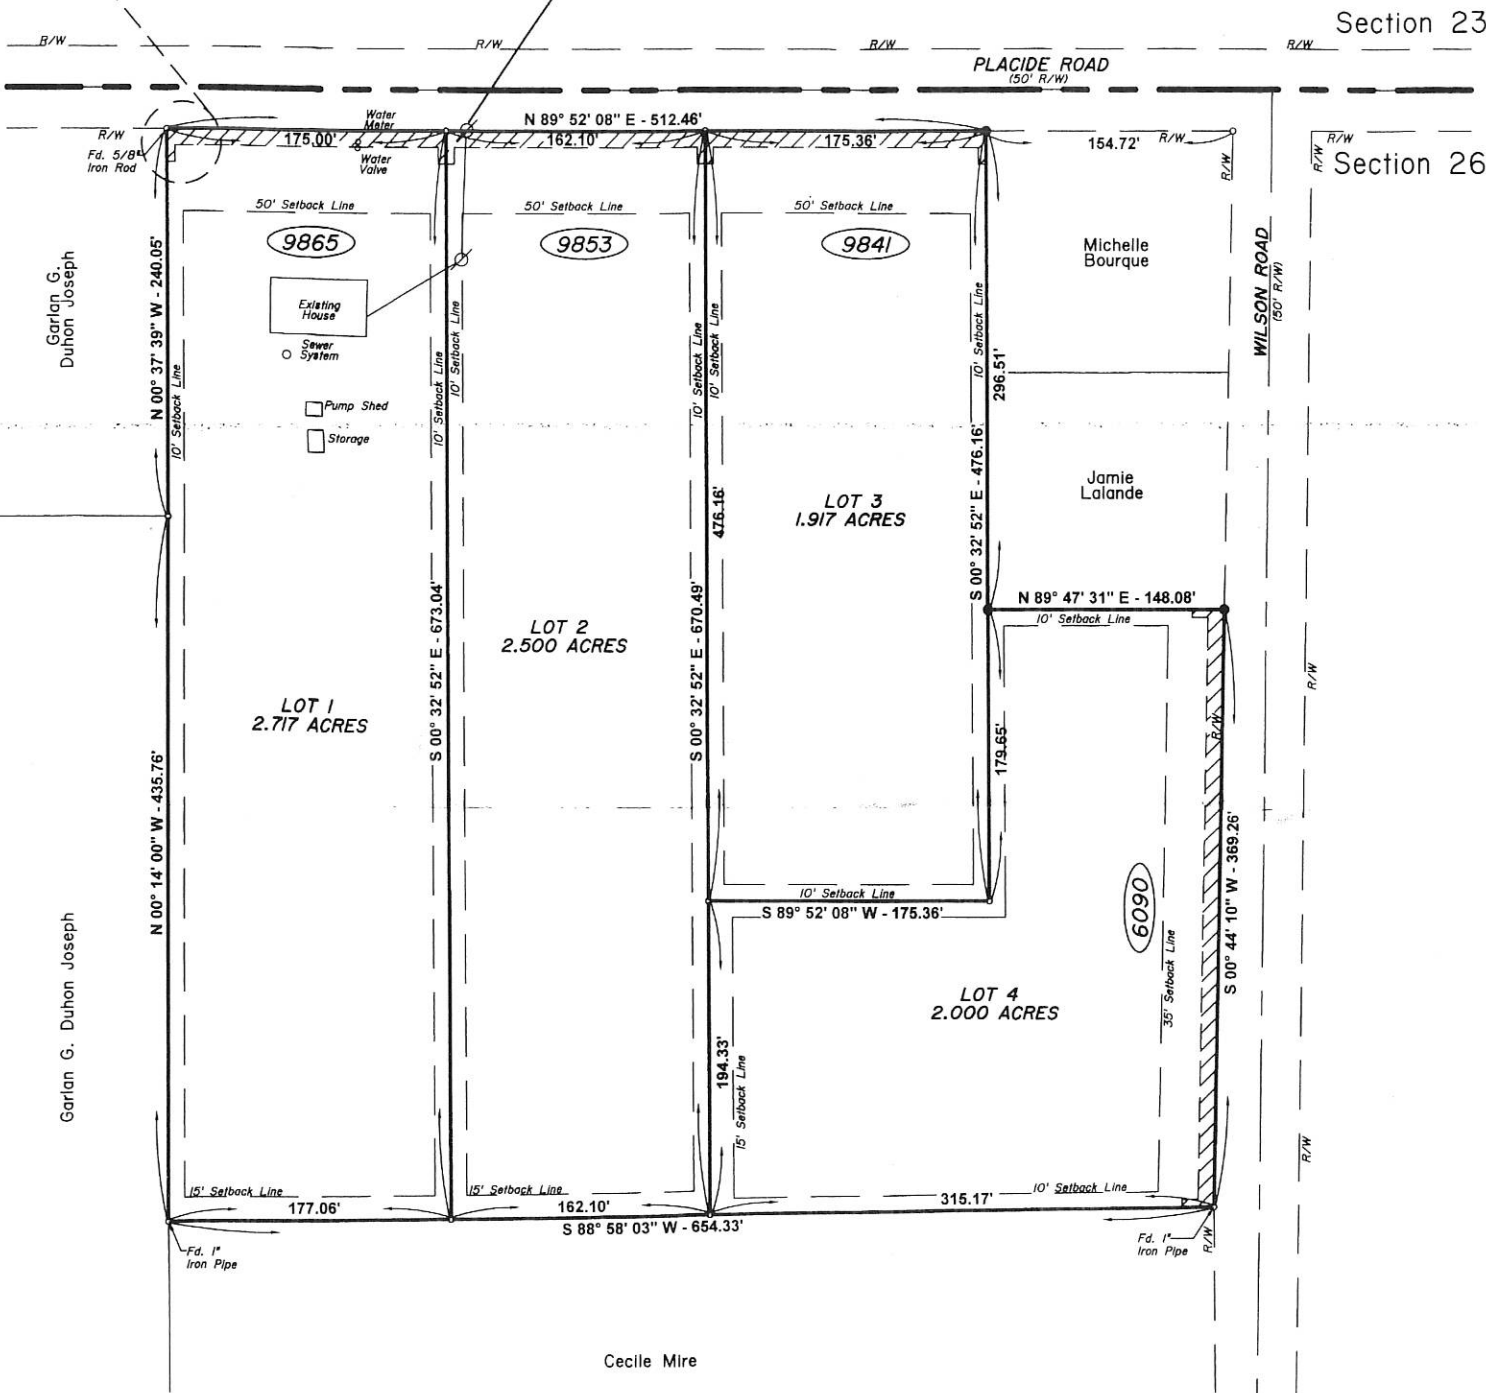 Section 23
R/W
R/W
R/W
R/W
PLACIDE ROAD
(50' R/W)
Water
Meter
N 89° 52' 08" E - 512.46'
R/W
175.00'
162.10'
175.36'
154.72'
R/W
R/W
Fd. 5/8"
Iron Rod
Water
Valve
R/W
R/W
Section 26
50' Setback Line
50' Setback Line
50' Setback Line
9865
9853
9841
Michelle
Bourque
WILSON ROAD
(50' R/W)
Garlan G.
Duhon Joseph
N 00° 37' 39" W - 240.05'
10' Setback Line
Existing
House
Sewer
System
Pump Shed
Storage
10' Setback Line
10' Setback Line
10' Setback Line
10' Setback Line
10' Setback Line
296.51'
S 00° 32' 52" E - 476.16'
476.16'
Jamie
Lalande
LOT 3
1.917 ACRES
N 89° 47' 31" E - 148.08'
10' Setback Line
LOT 2
2.500 ACRES
S 00° 32' 52" E - 673.04'
S 00° 32' 52" E - 670.49'
LOT 1
2.717 ACRES
179.65'
R/W
R/W
N 00° 14' 00" W - 435.76'
S 00° 44' 10" W - 369.26'
10' Setback Line
S 89° 52' 08" W - 175.36'
6090
35' Setback Line
LOT 4
2.000 ACRES
Garlan G. Duhon Joseph
194.33'
15' Setback Line
R/W
15' Setback Line
15' Setback Line
10' Setback Line
177.06'
162.10'
315.17'
S 88° 58' 03" W - 654.33'
Fd. 1"
Iron Pipe
Fd. 1"
Iron Pipe
R/W
Cecile Mire